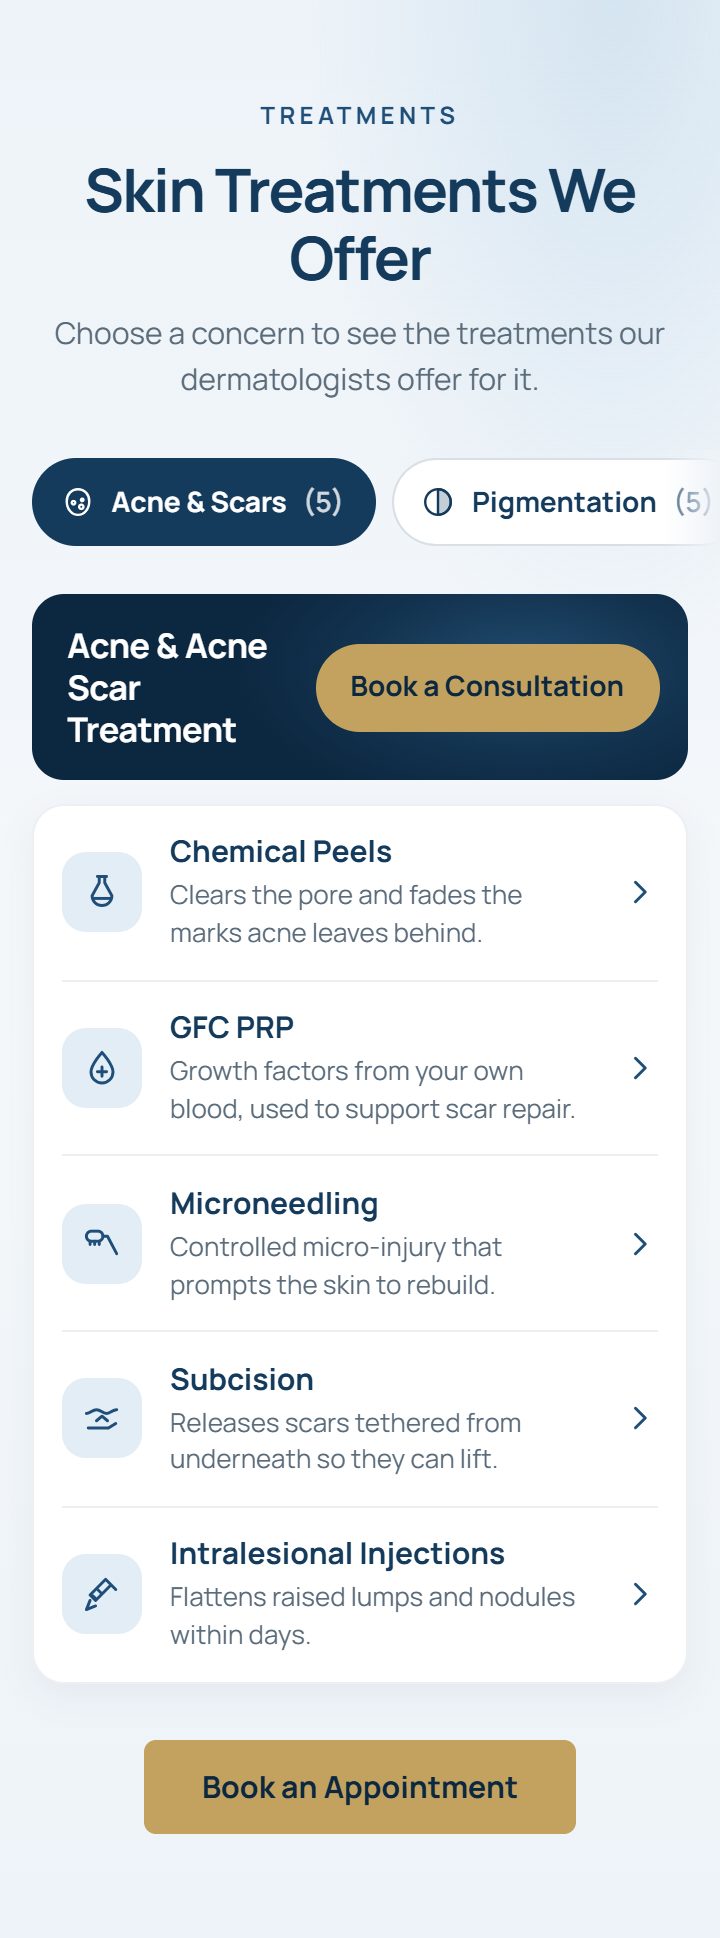 TREATMENTS
Skin Treatments We
Offer
Choose a concern to see the treatments our
dermatologists offer for it.
Acne & Scars (5)
Pigmentation (5)
Acne & Acne
Scar
Treatment
Book a Consultation
Chemical Peels
Clears the pore and fades the
marks acne leaves behind.
GFC PRP
Growth factors from your own
blood, used to support scar repair.
Microneedling
Controlled micro-injury that
prompts the skin to rebuild.
Subcision
Releases scars tethered from
underneath so they can lift.
Intralesional Injections
Flattens raised lumps and nodules
within days.
Book an Appointment